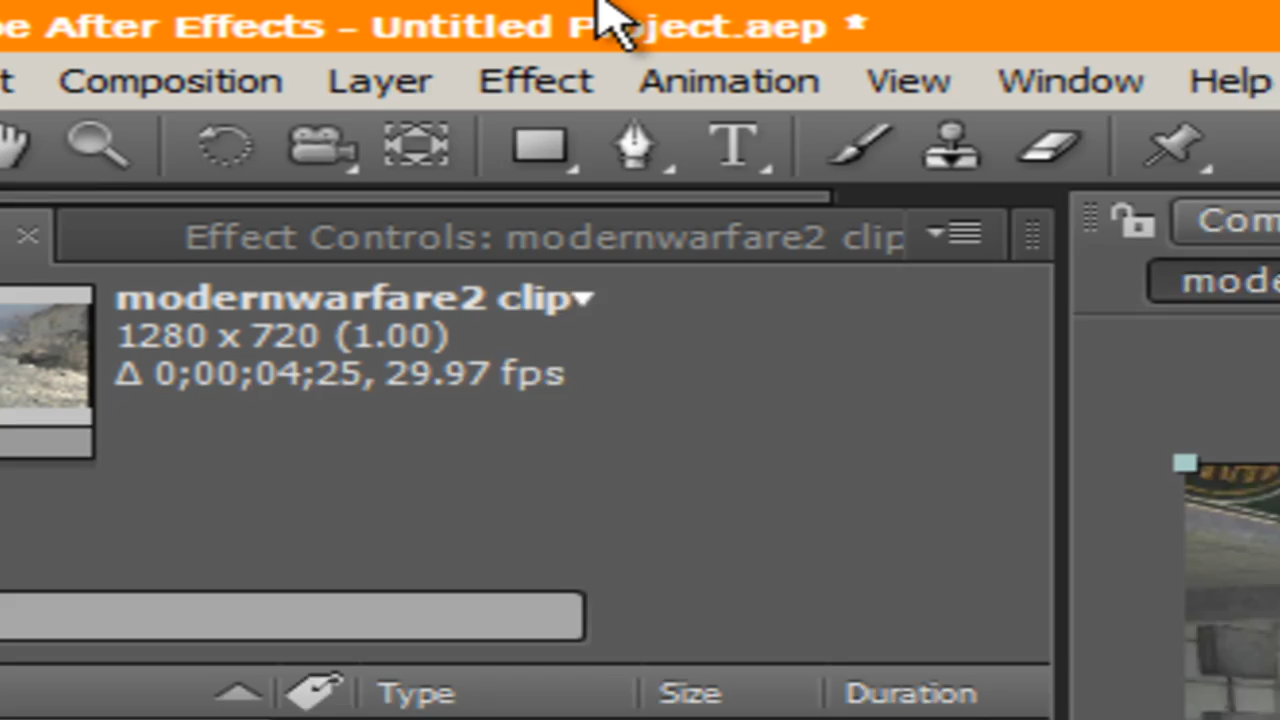 be After Effects - Untitled P ject.aep *
t Composition Layer Effect Animation View Window Help
T
Effect Controls: modernwarfare2 clip
Com
modernwarfare2 clip
1280 x 720 (1.00)
Δ 0;00;04;25, 29.97 fps
mode
Type Size Duration